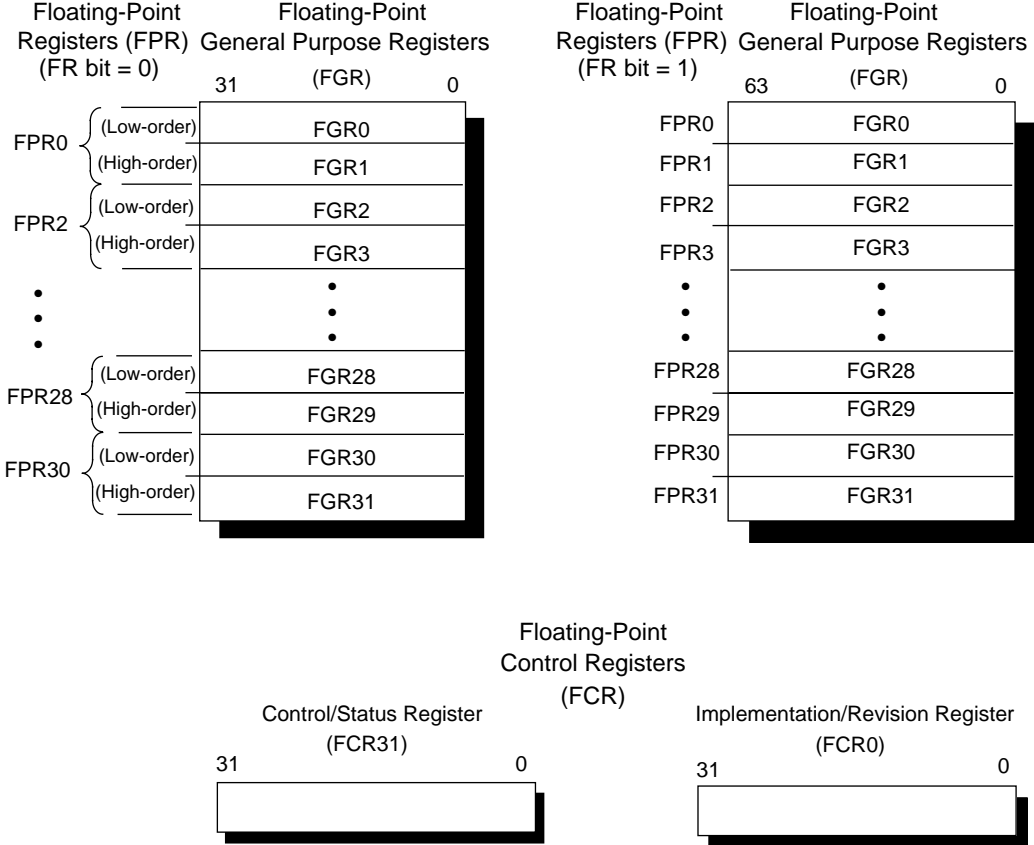 Floating-Point
Registers (FPR)
(FR bit = 0)
Floating-Point
General Purpose Registers
(FGR)
31 0
FPR0
(Low-order)
FGR0
(High-order)
FGR1
FPR2
(Low-order)
FGR2
(High-order)
FGR3
FPR28
(Low-order)
FGR28
(High-order)
FGR29
FPR30
(Low-order)
FGR30
(High-order)
FGR31
Floating-Point
Registers (FPR)
(FR bit = 1)
Floating-Point
General Purpose Registers
(FGR)
63 0
FPR0 FGR0
FPR1 FGR1
FPR2 FGR2
FPR3 FGR3
FPR28 FGR28
FPR29 FGR29
FPR30 FGR30
FPR31 FGR31
Floating-Point
Control Registers
(FCR)
Control/Status Register
(FCR31)
31 0
Implementation/Revision Register
(FCR0)
31 0